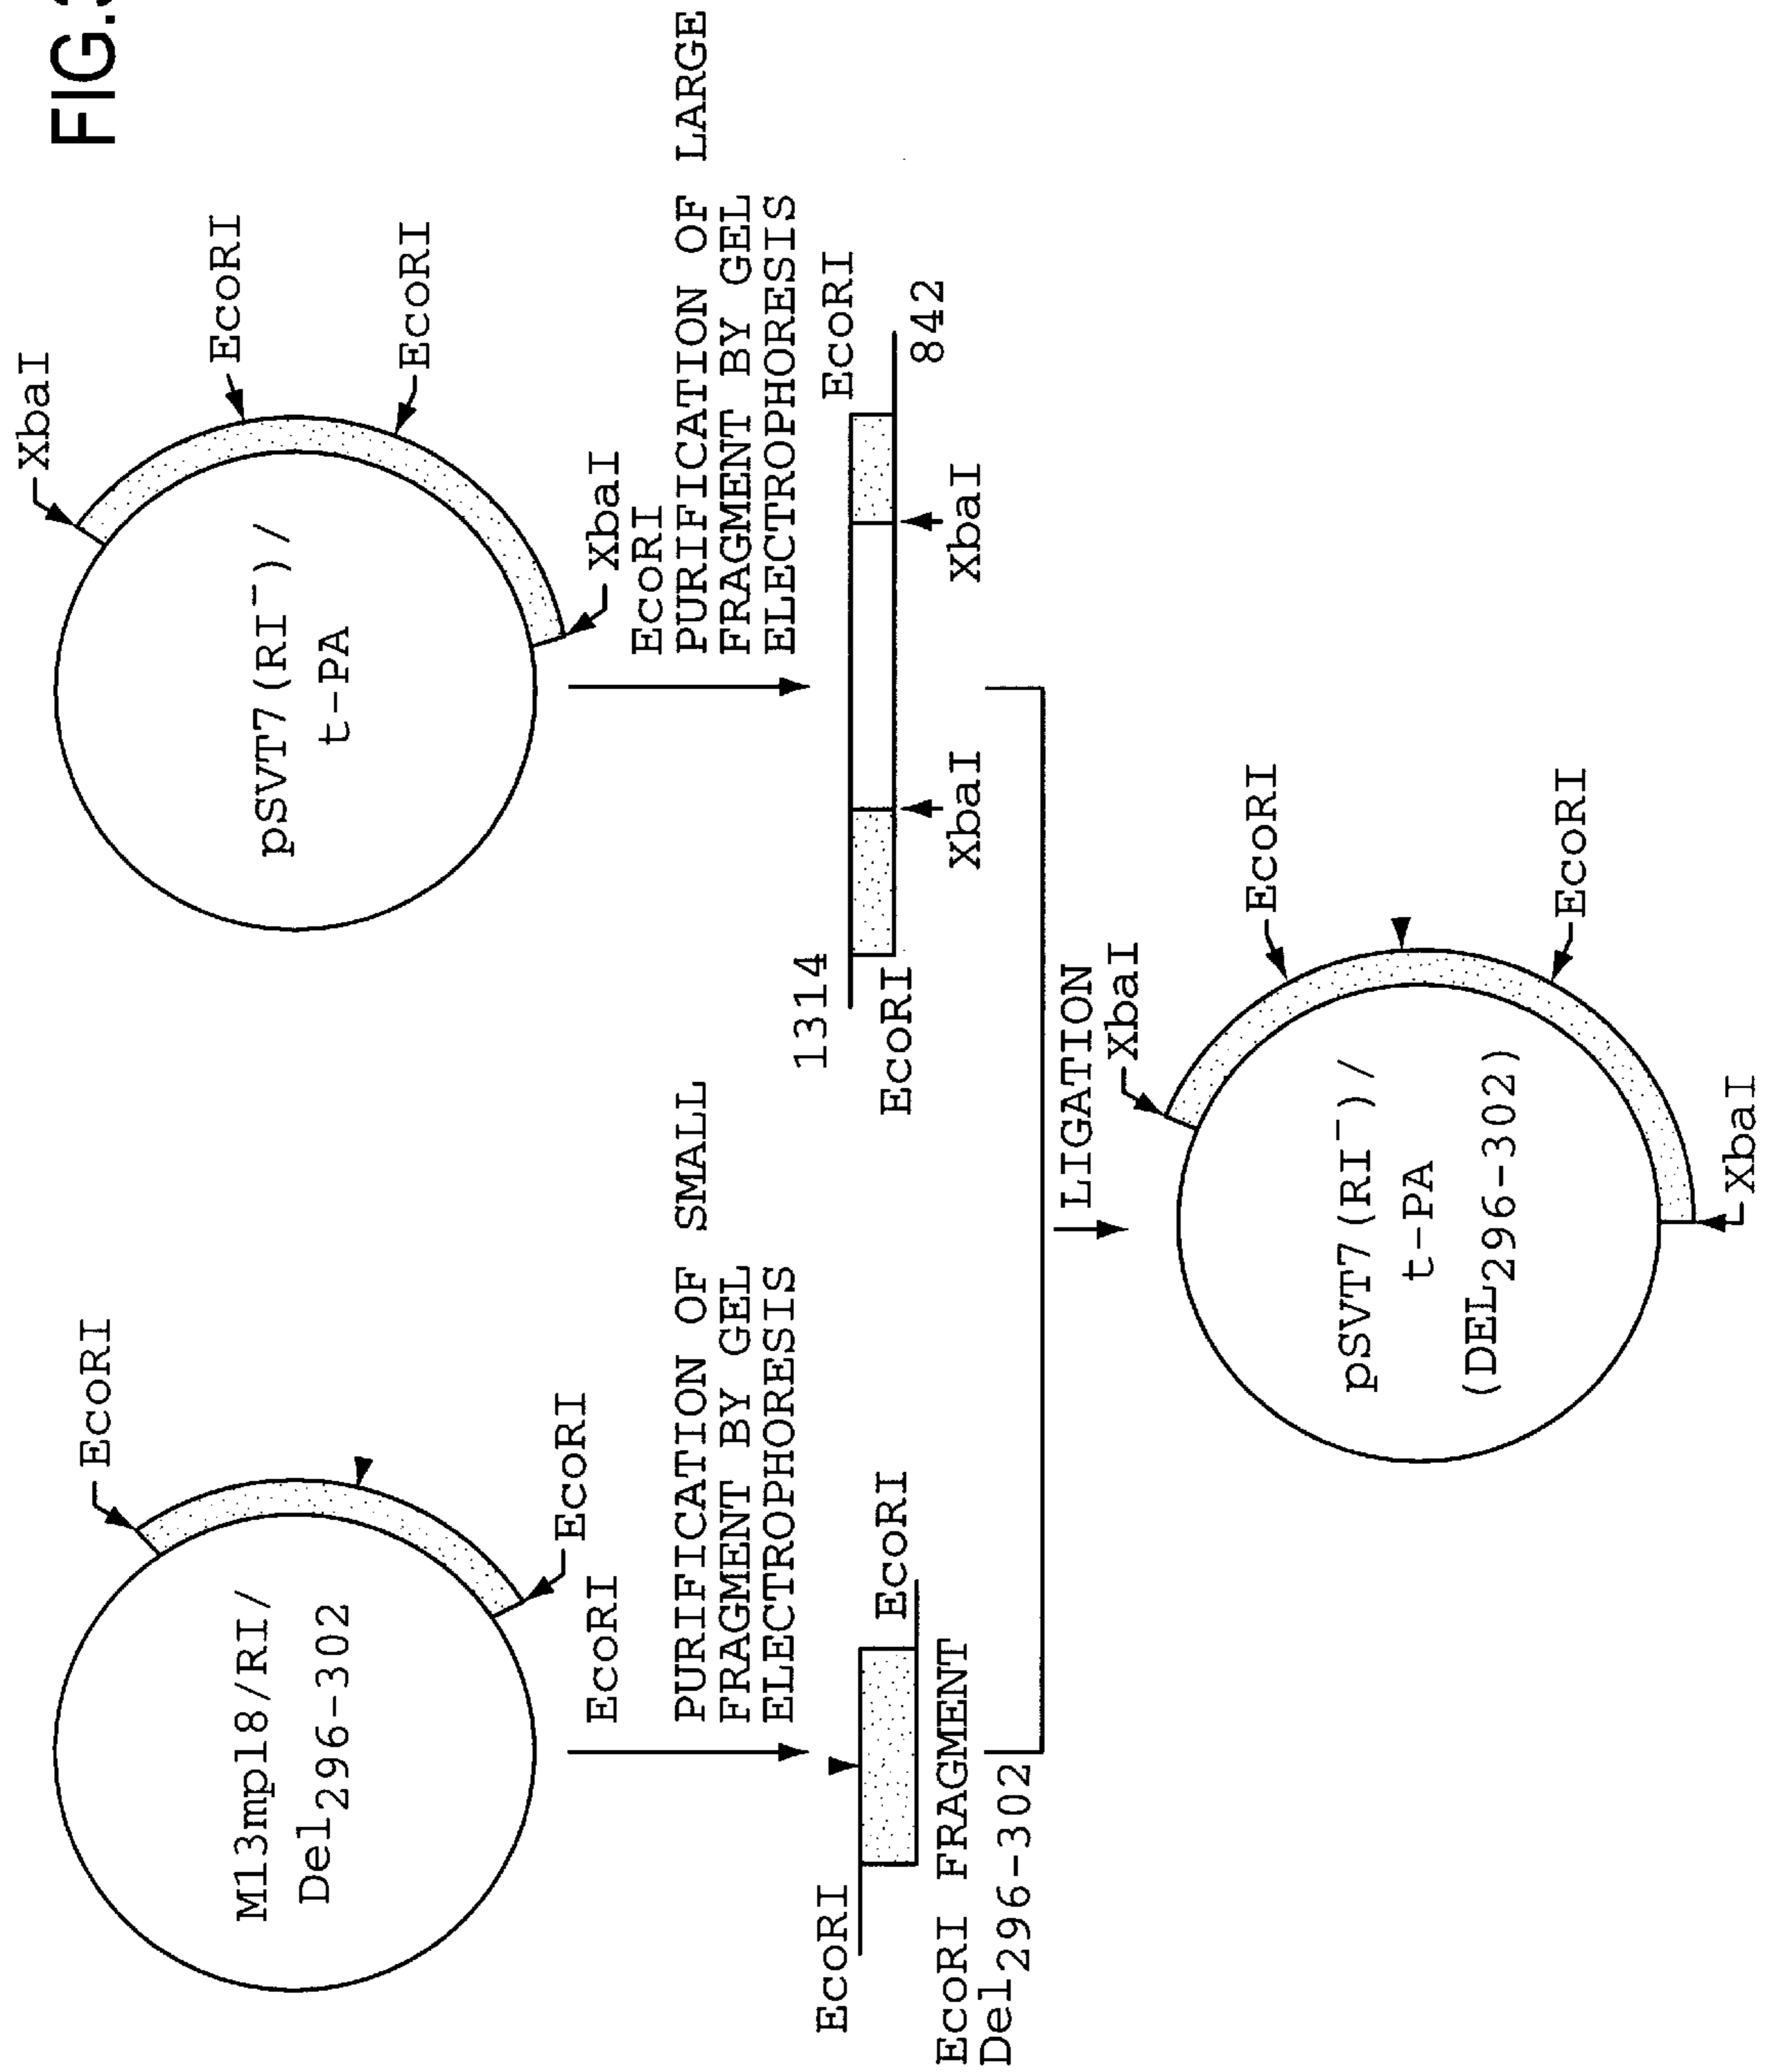 FIG.3
M13mp18/RI/
Del296-302
EcoRI
EcoRI
EcoRI
PURIFICATION OF SMALL
FRAGMENT BY GEL
ELECTROPHORESIS
EcoRI
EcoRI
EcoRI FRAGMENT
Del296-302
pSVT7(RI⁻)/
t-PA
XbaI
EcoRI
EcoRI
XbaI
EcoRI
PURIFICATION OF LARGE
FRAGMENT BY GEL
ELECTROPHORESIS
1314
EcoRI
EcoRI
842
XbaI
XbaI
LIGATION
XbaI
EcoRI
EcoRI
XbaI
pSVT7(RI⁻)/
t-PA
(DEL296-302)